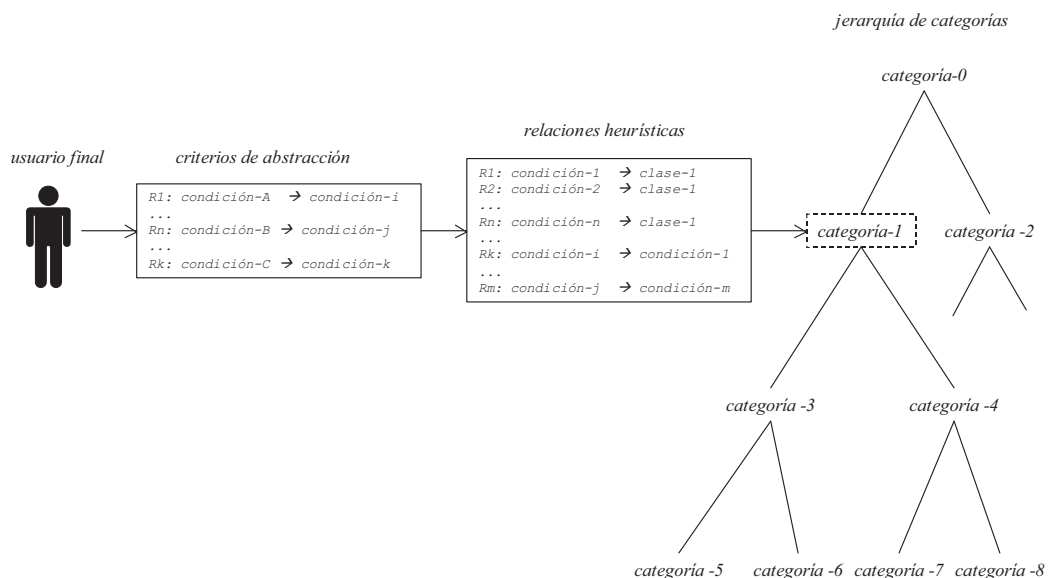 jerarquía de categorías
categoría-0
relaciones heurísticas
usuario final
criterios de abstracción
R1: condición-A → condición-i
...
Rn: condición-B → condición-j
...
Rk: condición-C → condición-k
R1: condición-1 → clase-1
R2: condición-2 → clase-1
...
Rn: condición-n → clase-1
...
Rk: condición-i → condición-1
...
Rm: condición-j → condición-m
categoría-1
categoría -2
categoría -3
categoría -4
categoría -5
categoría -6
categoría -7
categoría -8